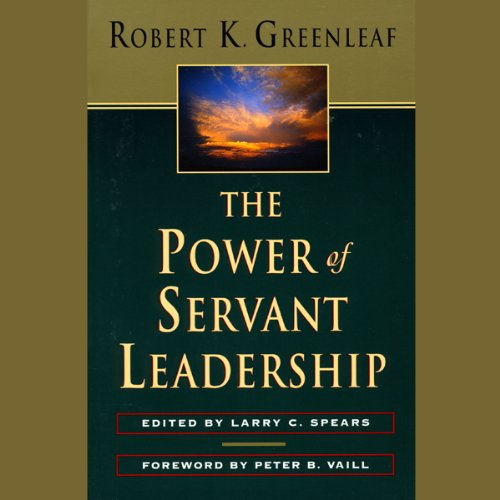 ROBERT K. GREENLEAF
THE
POWER of
SERVANT
LEADERSHIP
EDITED BY LARRY C. SPEARS
FOREWORD BY PETER B. VAILL